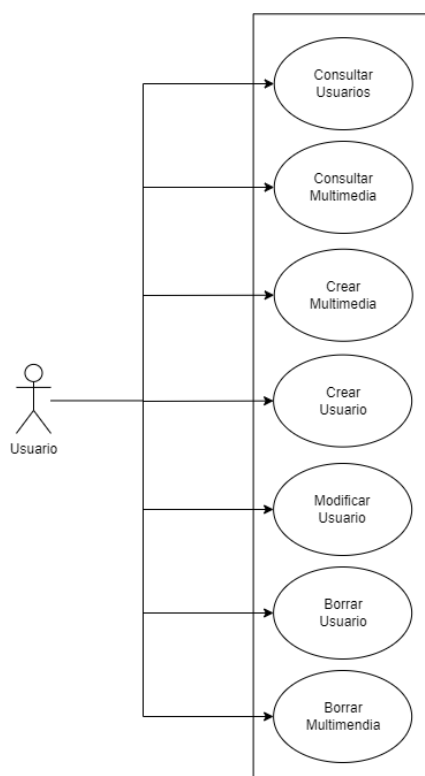 Consultar
Usuarios
Consultar
Multimedia
Crear
Multimedia
Crear
Usuario
Usuario
Modificar
Usuario
Borrar
Usuario
Borrar
Multimendia